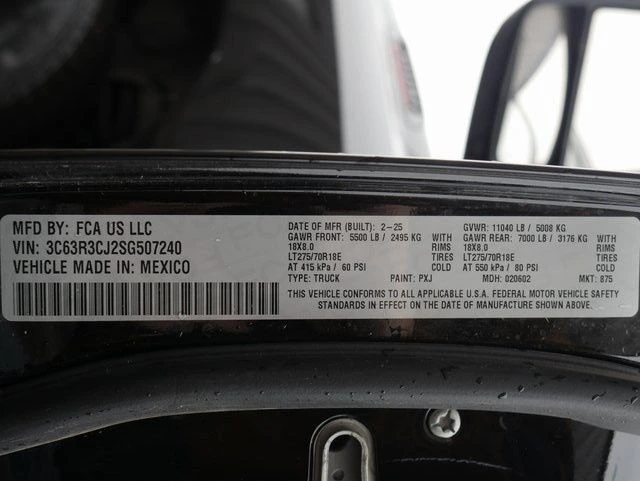 MFD BY: FCA US LLC
VIN: 3C63R3CJ2SG507240
VEHICLE MADE IN: MEXICO
DATE OF MFR (BUILT): 2-25 GVWR: 11040 LB / 5008 KG
GAWR FRONT: 5500 LB / 2495 KG WITH GAWR REAR: 7000 LB / 3176 KG WITH
18X8.0 RIMS 18X8.0 RIMS
LT275/70R18E TIRES LT275/70R18E TIRES
AT 415 kPa / 60 PSI COLD AT 550 kPa / 80 PSI COLD
TYPE: TRUCK PAINT: PXJ MDH: 020602 MKT: 875
THIS VEHICLE CONFORMS TO ALL APPLICABLE U.S.A. FEDERAL MOTOR VEHICLE SAFETY
STANDARDS IN EFFECT ON THE DATE OF MANUFACTURE SHOWN ABOVE.